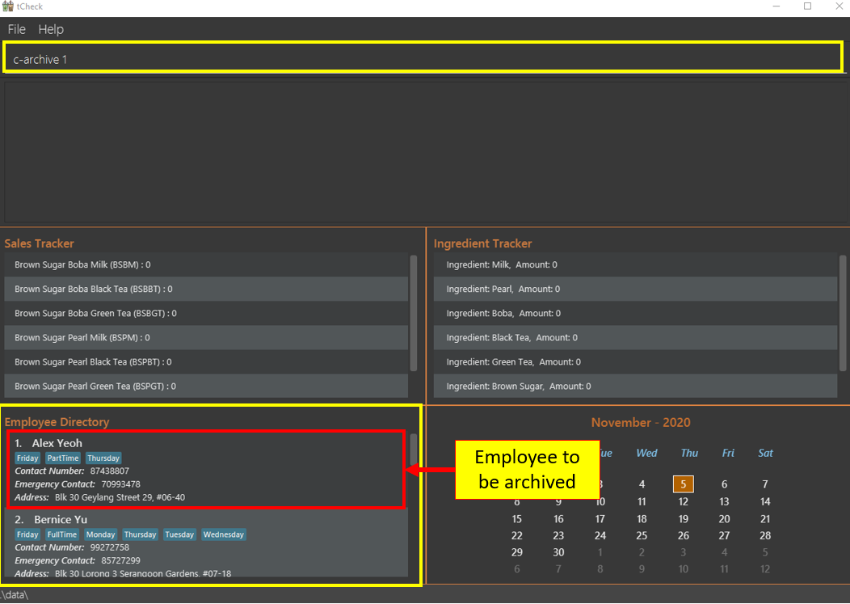 tCheck
File Help
c-archive 1
Sales Tracker
Brown Sugar Boba Milk (BSBM) : 0
Brown Sugar Boba Black Tea (BSBBT) : 0
Brown Sugar Boba Green Tea (BSBGT) : 0
Brown Sugar Pearl Milk (BSPM) : 0
Brown Sugar Pearl Black Tea (BSPBT) : 0
Brown Sugar Pearl Green Tea (BSPGT) : 0
Ingredient Tracker
Ingredient: Milk, Amount: 0
Ingredient: Pearl, Amount: 0
Ingredient: Boba, Amount: 0
Ingredient: Black Tea, Amount: 0
Ingredient: Green Tea, Amount: 0
Ingredient: Brown Sugar, Amount: 0
Employee Directory
1. Alex Yeoh
Friday PartTime Thursday
Contact Number: 87438807
Emergency Contact: 70993478
Address: Blk 30 Geylang Street 29, #06-40
2. Bernice Yu
Friday FullTime Monday Thursday Tuesday Wednesday
Contact Number: 99272758
Emergency Contact: 85727299
Address: Blk 30 Lorong 3 Serangoon Gardens, #07-18
Employee to
be archived
November - 2020
ue Wed Thu Fri Sat
4 5 6 7
8 9 10 11 12 13 14
15 16 17 18 19 20 21
22 23 24 25 26 27 28
29 30 1 2 3 4 5
6 7 8 9 10 11 12
.\data\